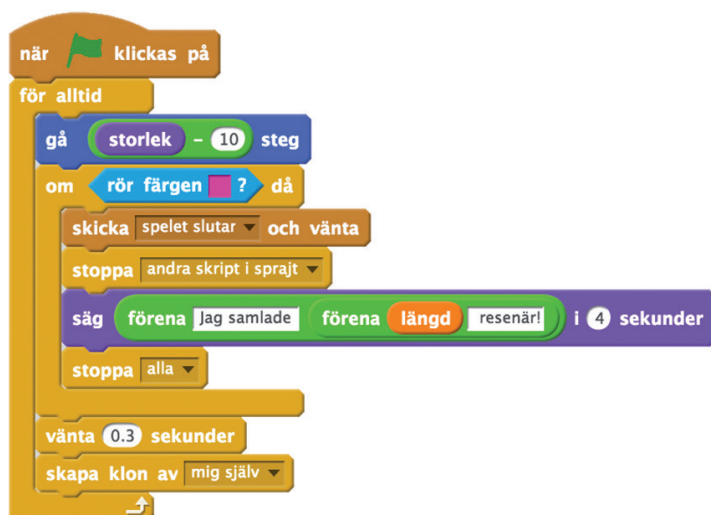 när klickas på
för alltid
gå storlek - 10 steg
om rör färgen ? då
skicka spelet slutar och vänta
stoppa andra skript i sprajt
säg förena Jag samlade förena längd resenär! i 4 sekunder
stoppa alla
vänta 0.3 sekunder
skapa klon av mig själv